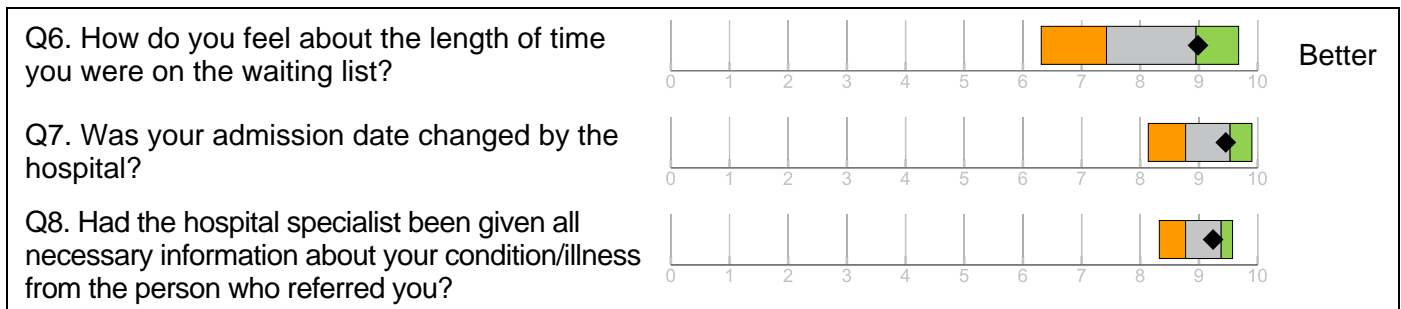 Q6. How do you feel about the length of time
you were on the waiting list?
0 1 2 3 4 5 6 7 8 9 10
Better
Q7. Was your admission date changed by the
hospital?
0 1 2 3 4 5 6 7 8 9 10
Q8. Had the hospital specialist been given all
necessary information about your condition/illness
from the person who referred you?
0 1 2 3 4 5 6 7 8 9 10